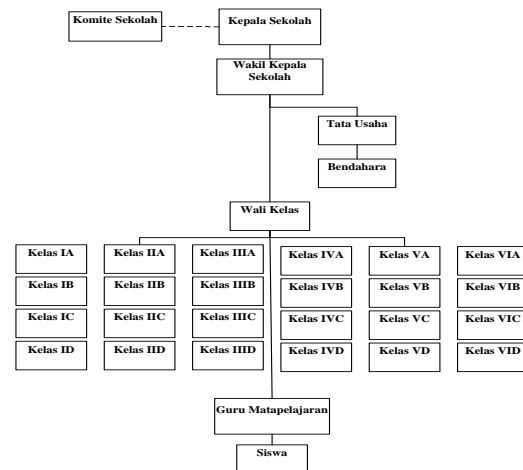 Komite Sekolah
Kepala Sekolah
Wakil Kepala
Sekolah
Tata Usaha
Bendahara
Wali Kelas
Kelas IA
Kelas IIA
Kelas IIIA
Kelas IVA
Kelas VA
Kelas VIA
Kelas IB
Kelas IIB
Kelas IIIB
Kelas IVB
Kelas VB
Kelas VIB
Kelas IC
Kelas IIC
Kelas IIIC
Kelas IVC
Kelas VC
Kelas VIC
Kelas ID
Kelas IID
Kelas IIID
Kelas IVD
Kelas VD
Kelas VID
Guru Matapelajaran
Siswa